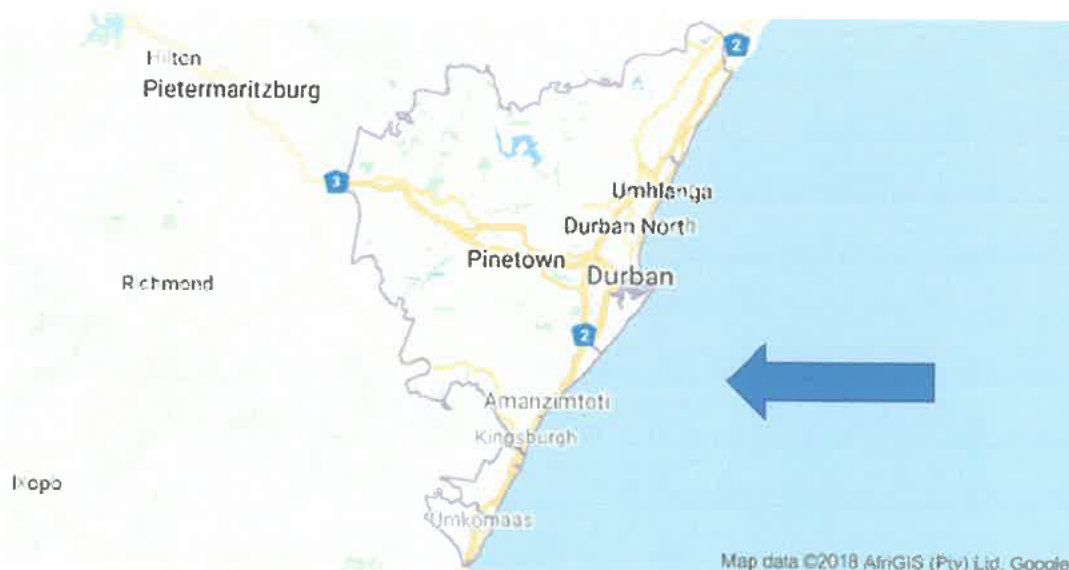 2
Hilton
Pietermaritzburg
3
Umhlanga
Durban North
Pinetown
Durban
Richmond
2
Amanzimtoti
Kingsburgh
Ixopo
Umkomaas
Map data ©2018 AfriGIS (Pty) Ltd, Google